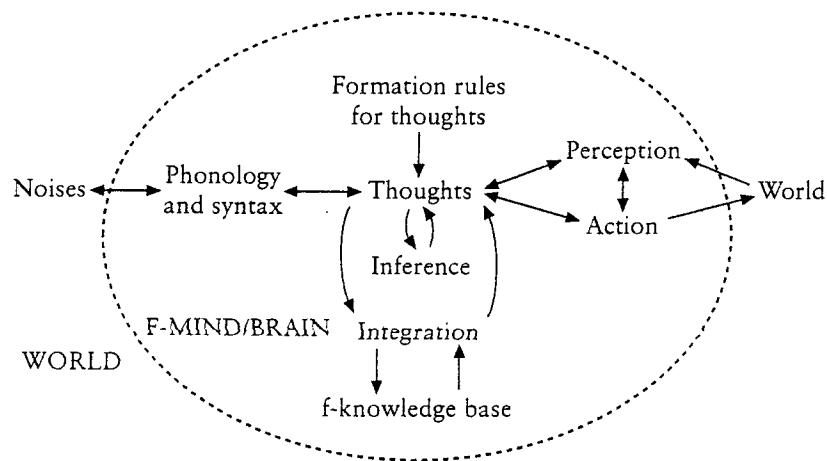 Formation rules
for thoughts
Perception
Noises
Phonology
and syntax
Thoughts
World
Action
Inference
F-MIND/BRAIN
Integration
WORLD
f-knowledge base